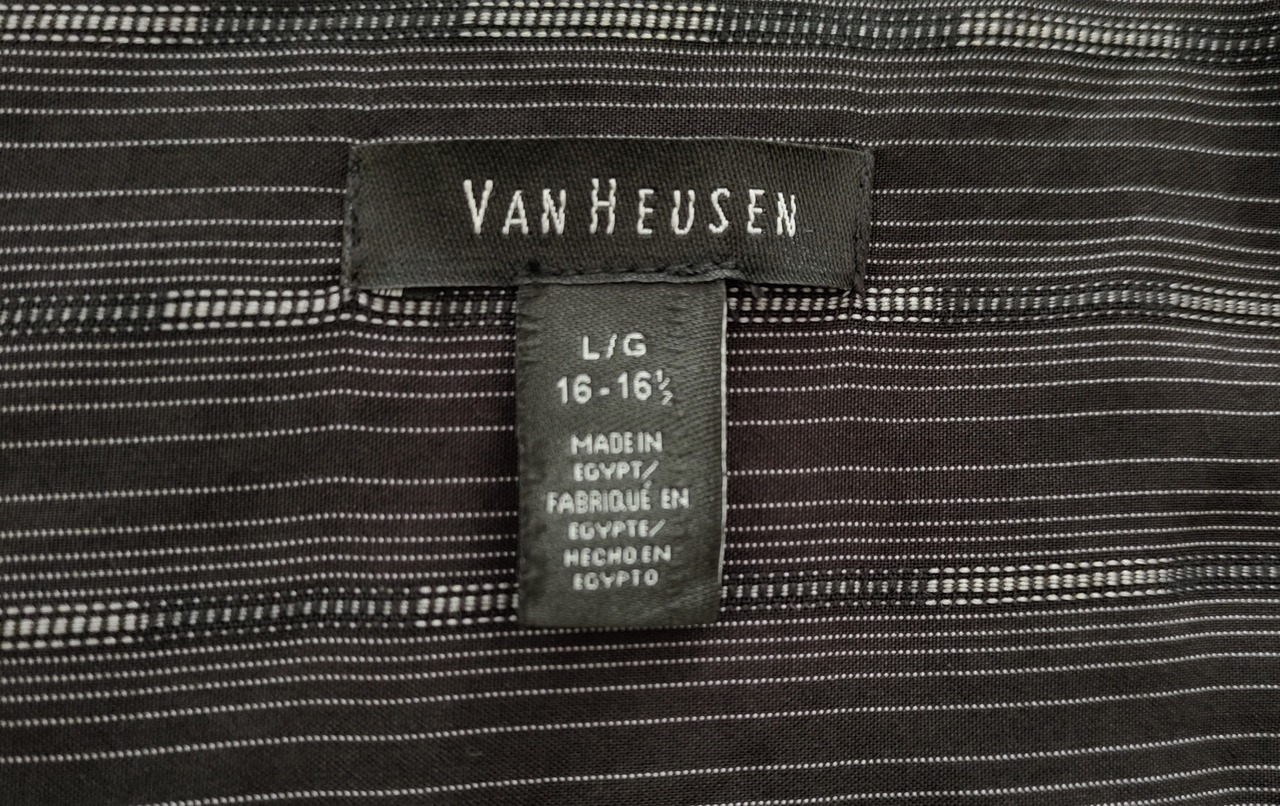 VAN HEUSEN
L/G
16-16½
MADE IN
EGYPT/
FABRIQUÉ EN
EGYPTE/
HECHO EN
EGYPTO